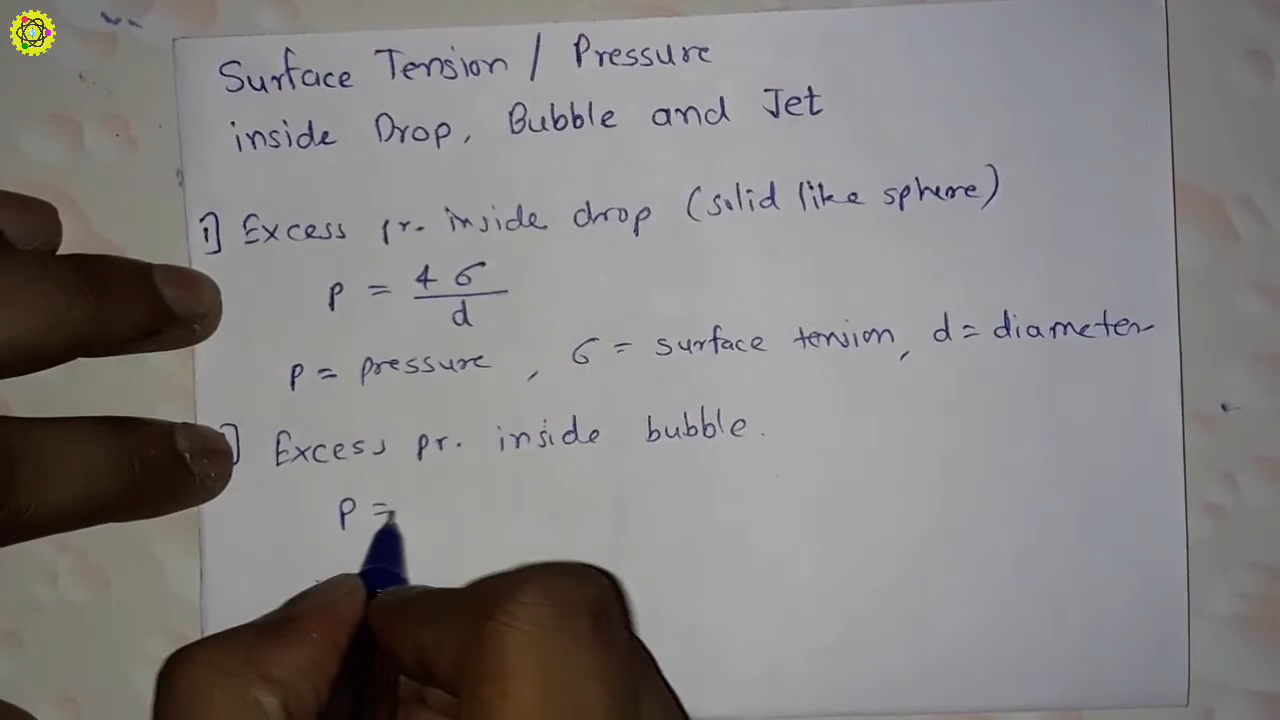 Surface Tension / Pressure
inside Drop, Bubble and Jet
1] Excess pr. inside drop (solid like sphere)
P = 4 σ / d
P = pressure, σ = surface tension, d = diameter
] Excess pr. inside bubble.
P =